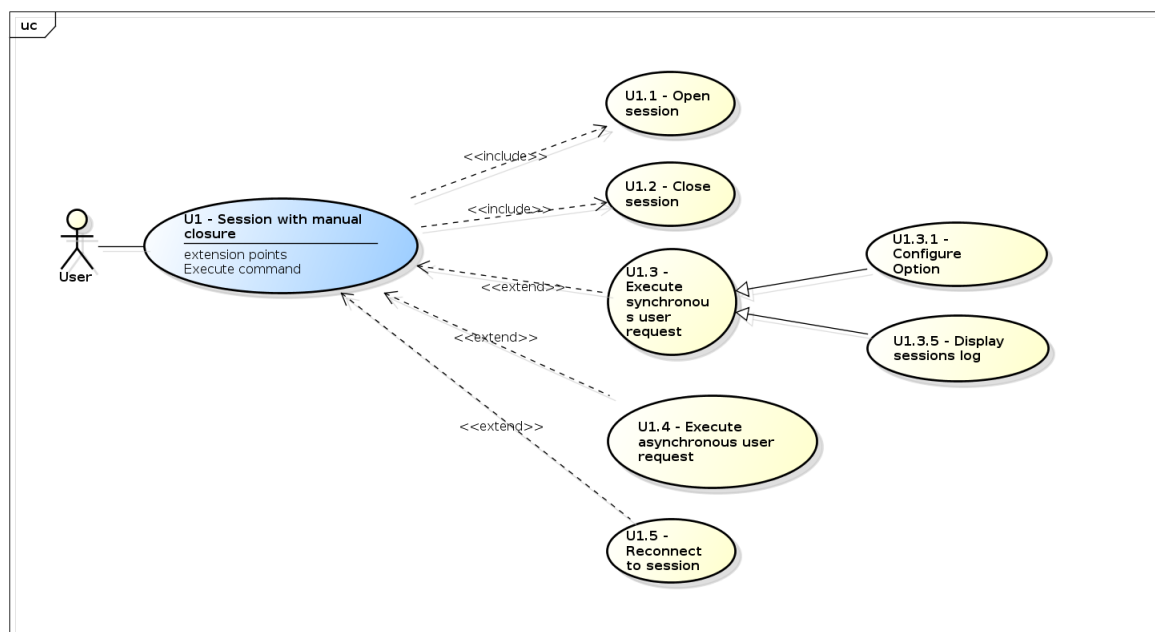 uc
U1.1 - Open
session
<<include>>
U1.2 - Close
session
<<include>>
U1 - Session with manual
closure
extension points
Execute command
User
U1.3 -
Execute
synchronou
s user
request
<<extend>>
U1.3.1 -
Configure
Option
U1.3.5 - Display
sessions log
<<extend>>
U1.4 - Execute
asynchronous user
request
<<extend>>
U1.5 -
Reconnect
to session